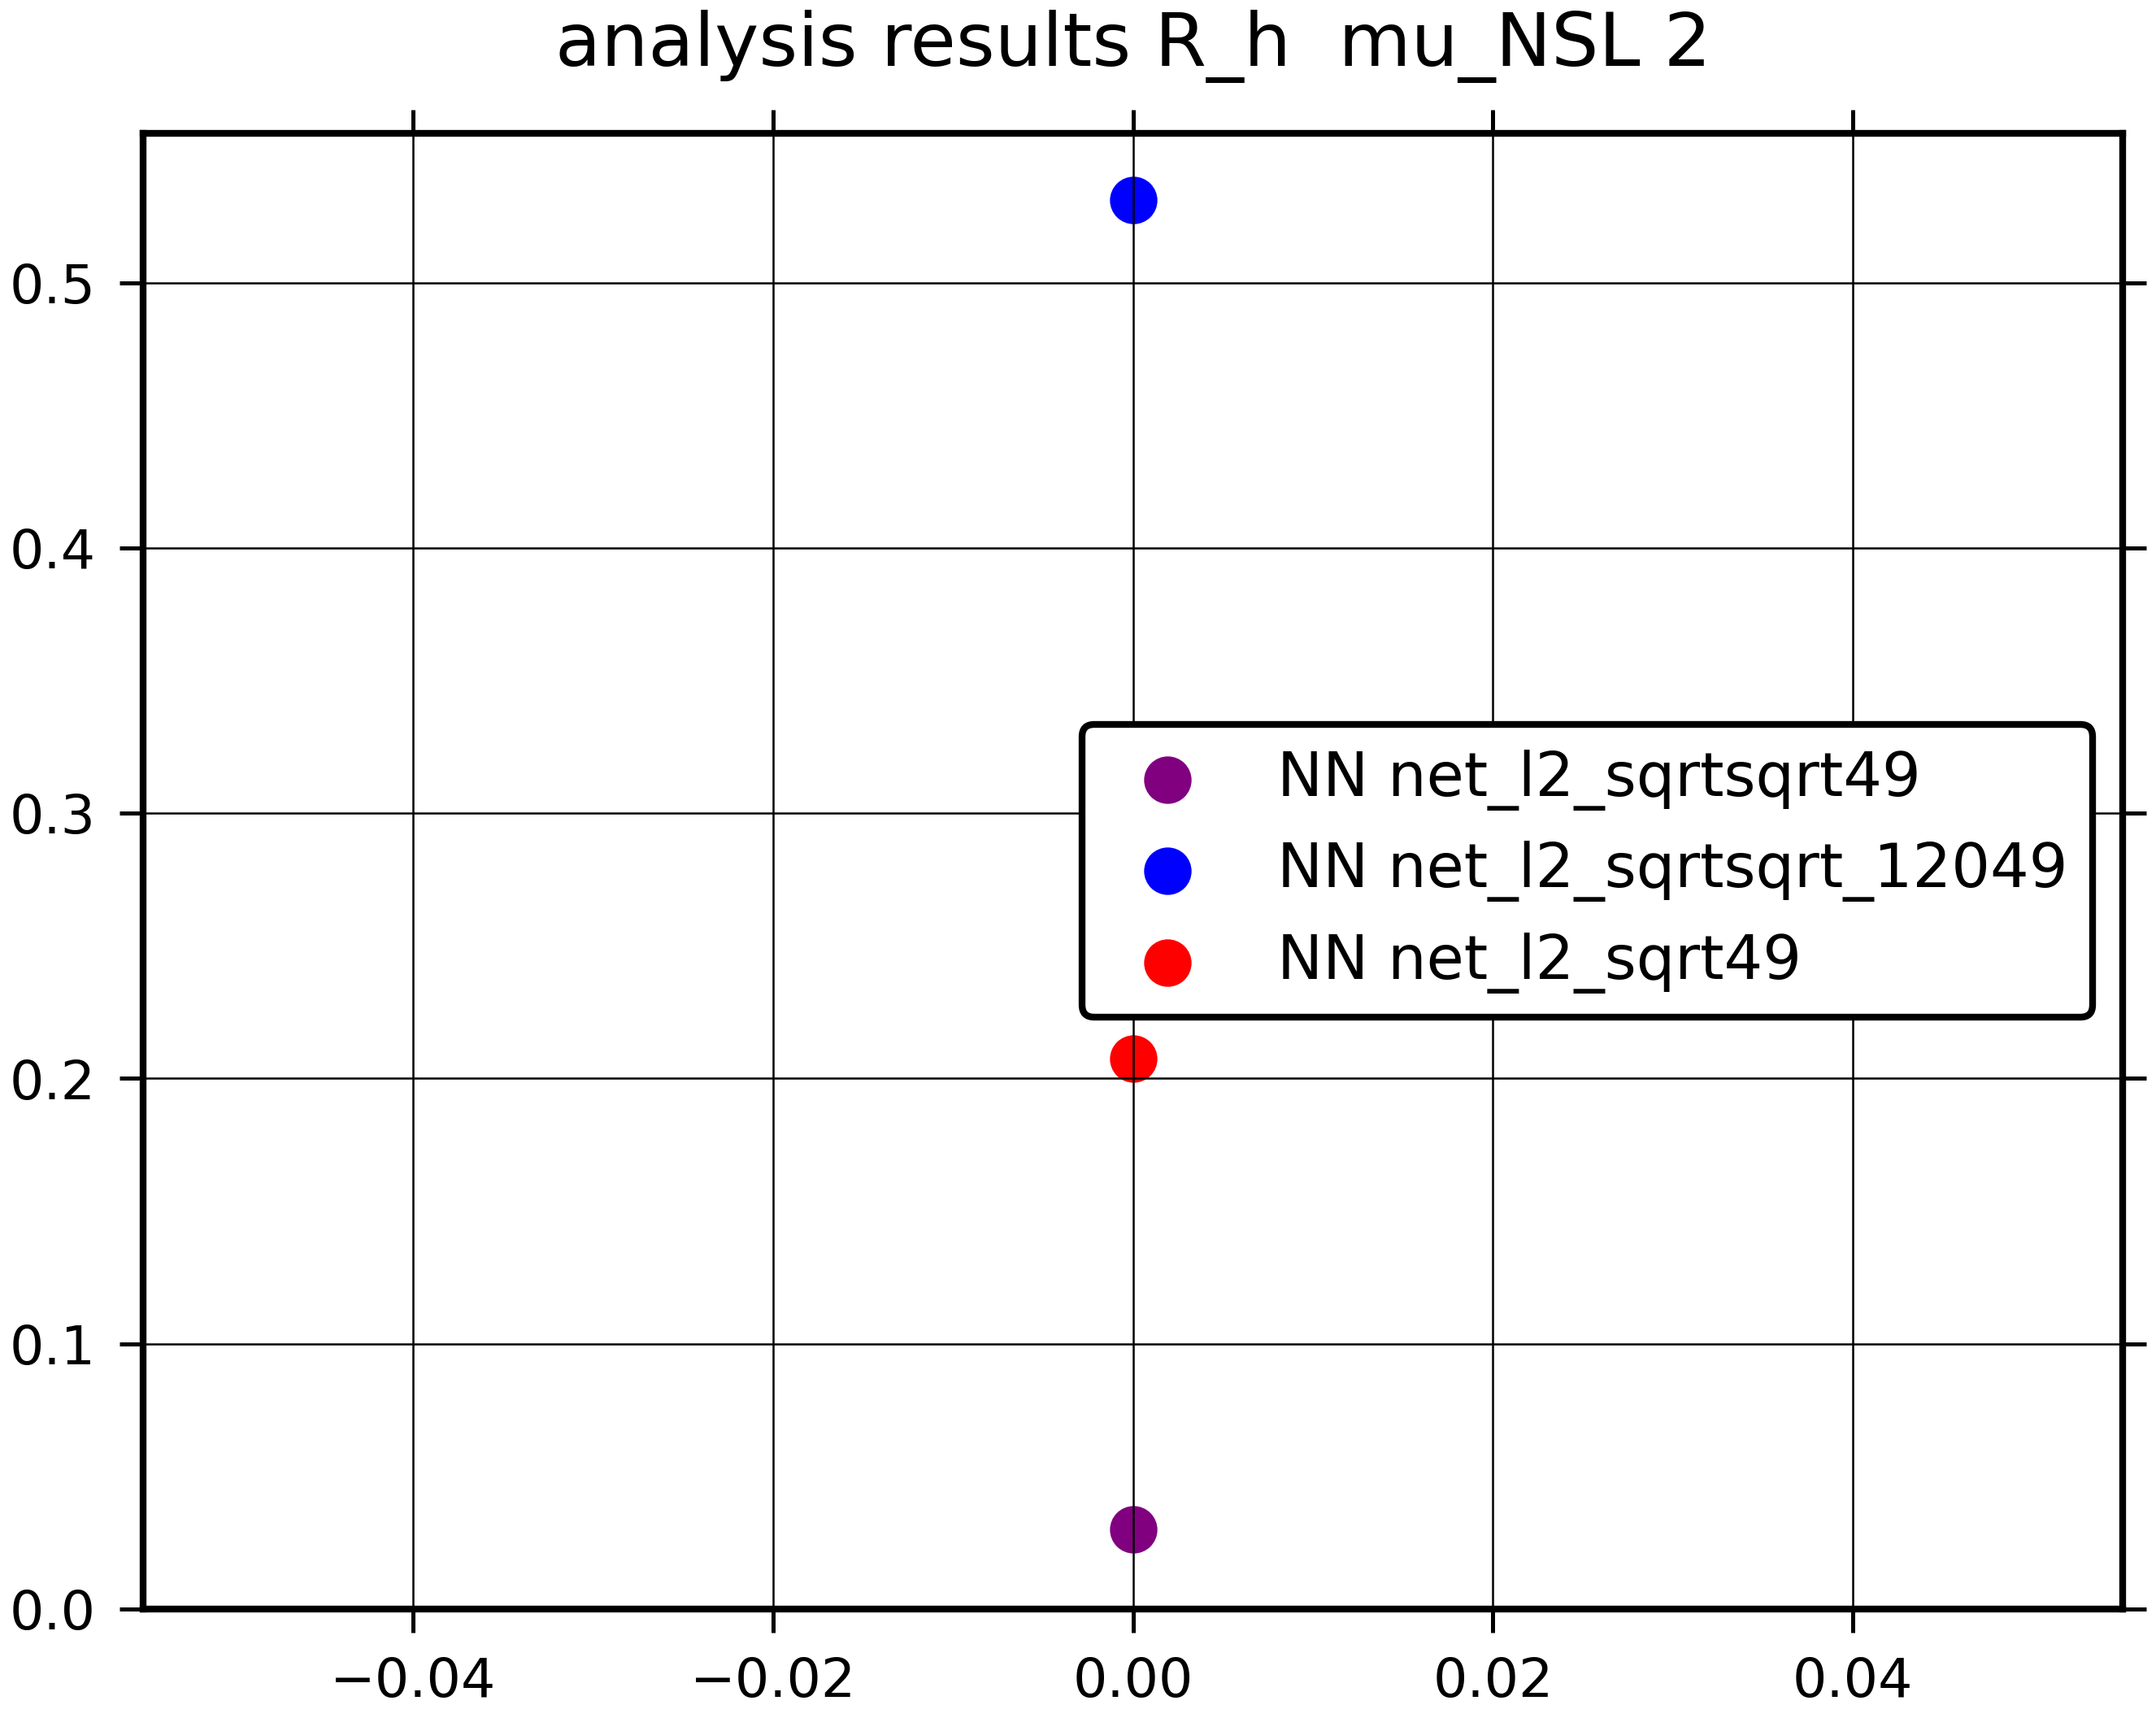 analysis results R_h  mu_NSL 2
0.5
0.4
0.3
0.2
0.1
0.0
NN net_l2_sqrtsqrt49
NN net_l2_sqrtsqrt_12049
NN net_l2_sqrt49
−0.04 −0.02 0.00 0.02 0.04